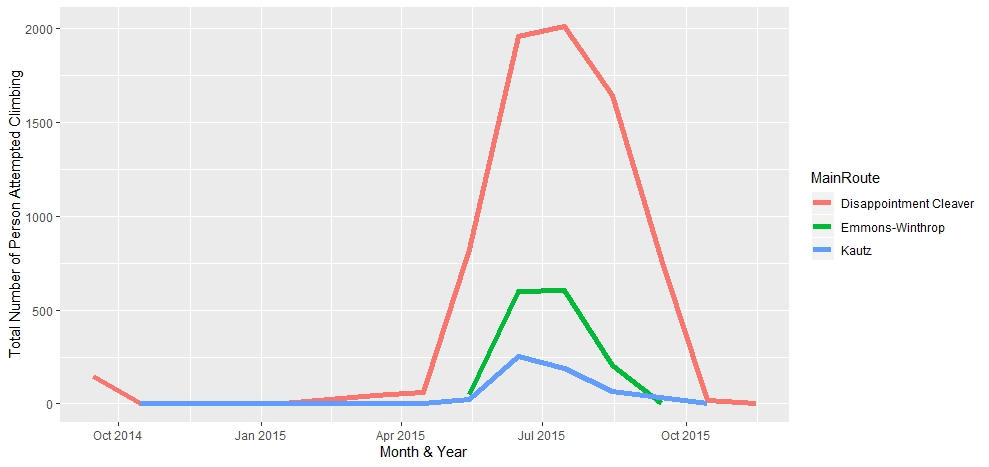 Total Number of Person Attempted Climbing
2000
1500
1000
500
0
Oct 2014
Jan 2015
Apr 2015
Jul 2015
Oct 2015
Month & Year
MainRoute
Disappointment Cleaver
Emmons-Winthrop
Kautz